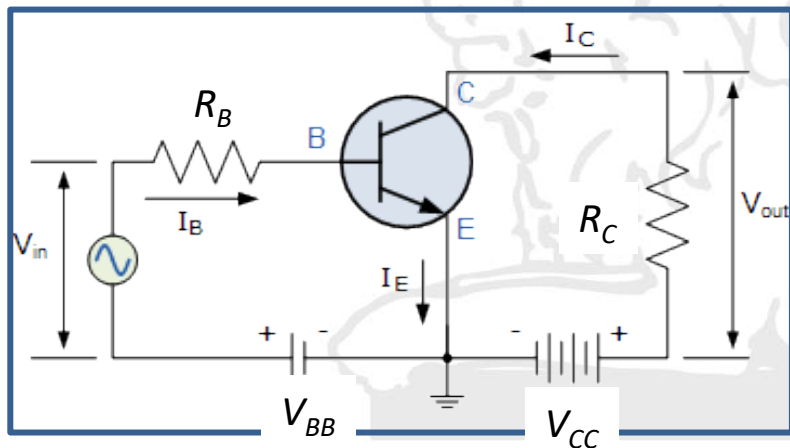 I_C
R_B
C
B
V_in
I_B
E
R_C
V_out
I_E
+ -
- +
V_BB
V_CC